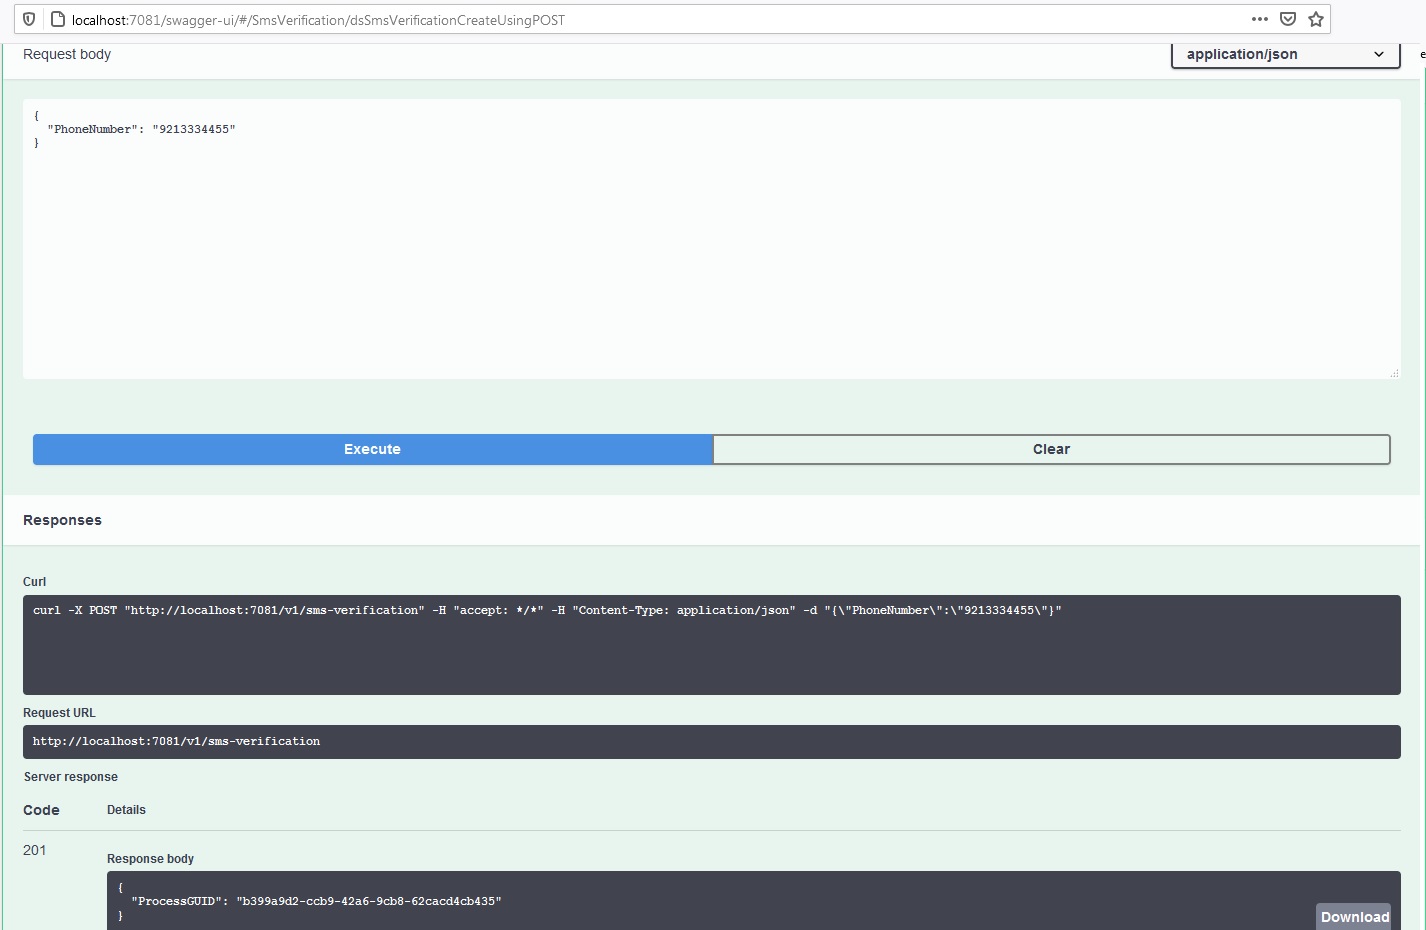 localhost:7081/swagger-ui/#/SmsVerification/dsSmsVerificationCreateUsingPOST
Request body
application/json
e
{
"PhoneNumber": "9213334455"
}
Execute
Clear
Responses
Curl
curl -X POST "http://localhost:7081/v1/sms-verification" -H "accept: */*" -H "Content-Type: application/json" -d "{\"PhoneNumber\":\"9213334455\"}"
Request URL
http://localhost:7081/v1/sms-verification
Server response
Code
Details
201
Response body
{
"ProcessGUID": "b399a9d2-ccb9-42a6-9cb8-62cacd4cb435"
}
Download